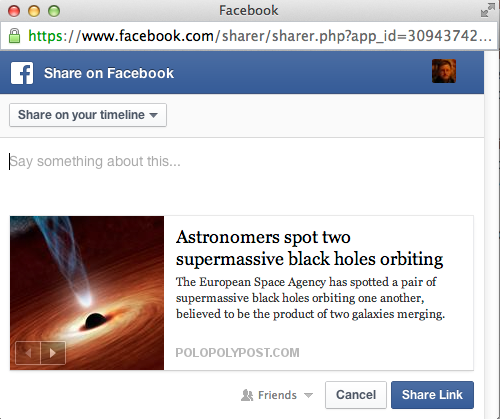 Facebook
https://www.facebook.com/sharer/sharer.php?app_id=30943742...
f Share on Facebook
Share on your timeline
Say something about this...
Astronomers spot two
supermassive black holes orbiting
The European Space Agency has spotted a pair of
supermassive black holes orbiting one another,
believed to be the product of two galaxies merging.
POLOPOLYPOST.COM
Friends
Cancel
Share Link